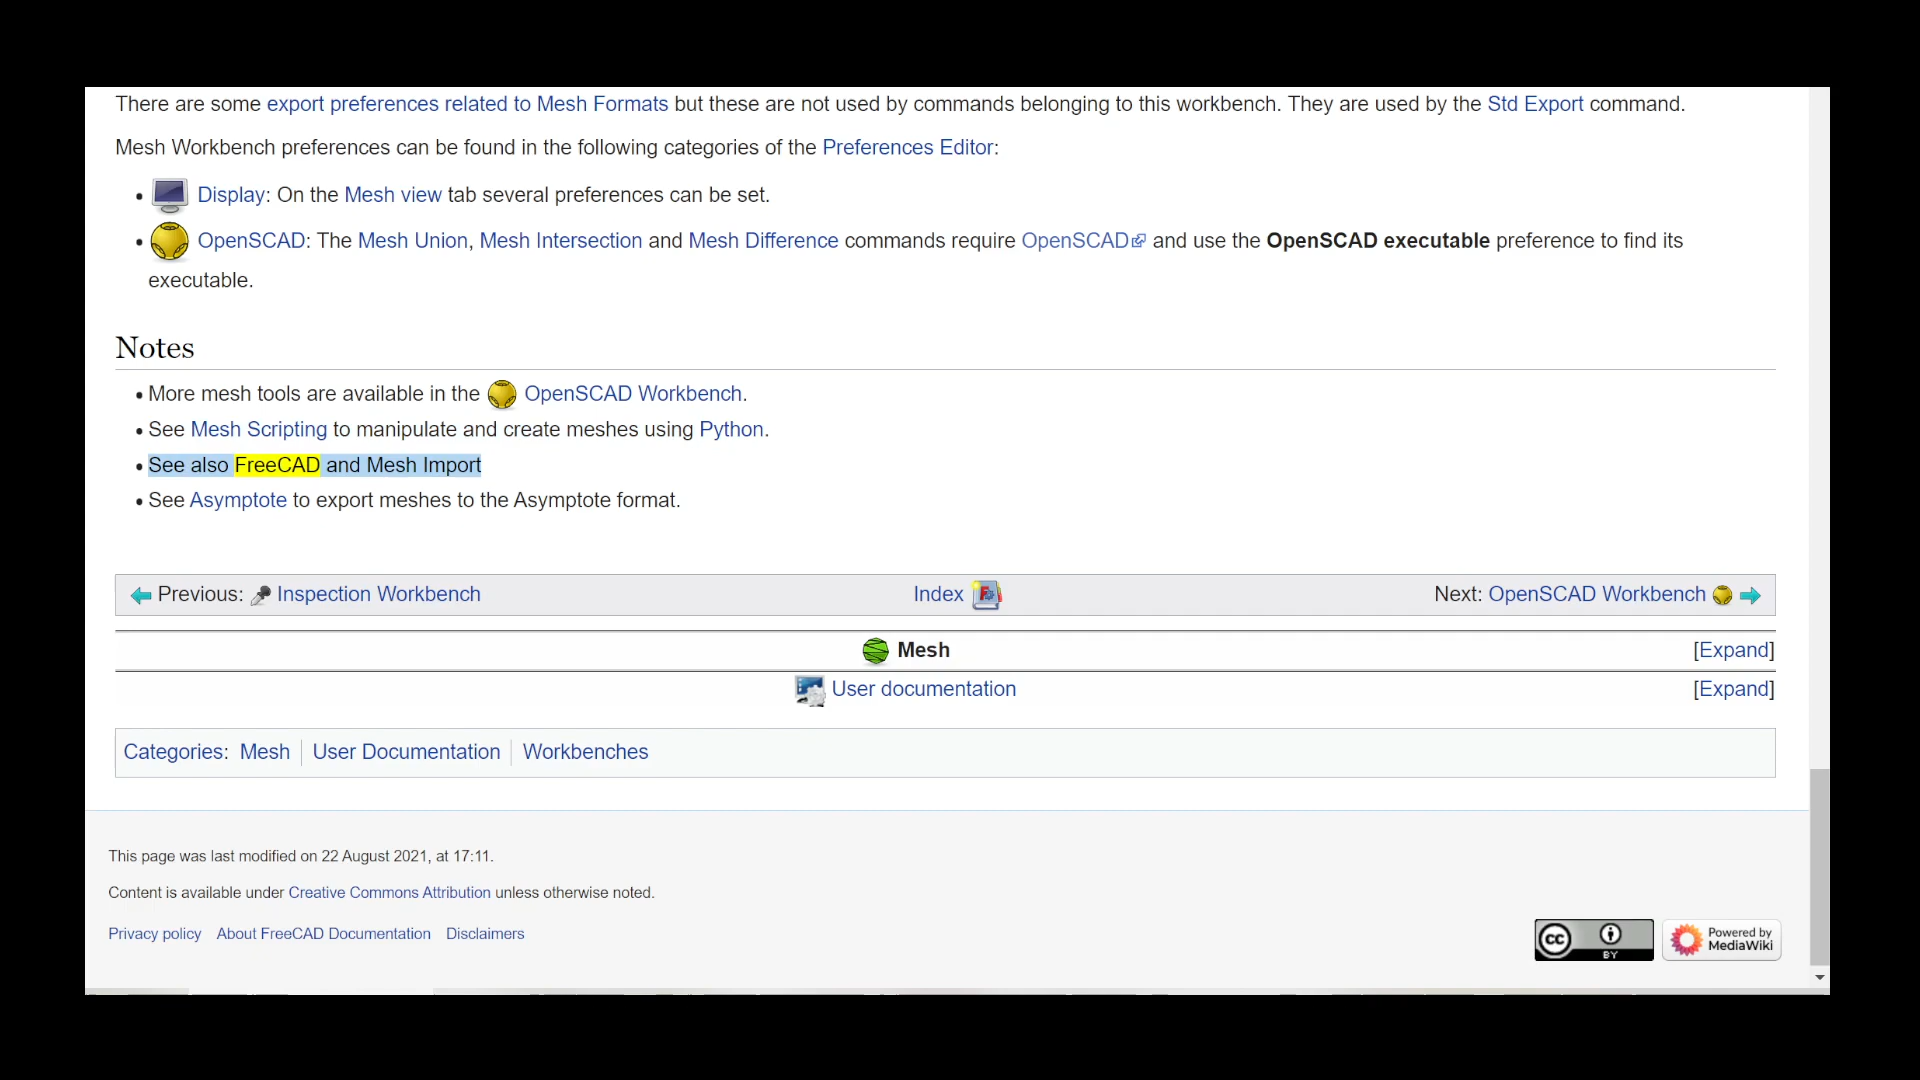 There are some export preferences related to Mesh Formats but these are not used by commands belonging to this workbench. They are used by the Std Export command.
Mesh Workbench preferences can be found in the following categories of the Preferences Editor:
• Display: On the Mesh view tab several preferences can be set.
• OpenSCAD: The Mesh Union, Mesh Intersection and Mesh Difference commands require OpenSCAD and use the OpenSCAD executable preference to find its
executable.
Notes
• More mesh tools are available in the OpenSCAD Workbench.
• See Mesh Scripting to manipulate and create meshes using Python.
• See also FreeCAD and Mesh Import
• See Asymptote to export meshes to the Asymptote format.
Previous: Inspection Workbench Index Next: OpenSCAD Workbench
Mesh [Expand]
User documentation [Expand]
Categories: Mesh | User Documentation | Workbenches
This page was last modified on 22 August 2021, at 17:11.
Content is available under Creative Commons Attribution unless otherwise noted.
Privacy policy About FreeCAD Documentation Disclaimers
cc BY
Powered by
MediaWiki